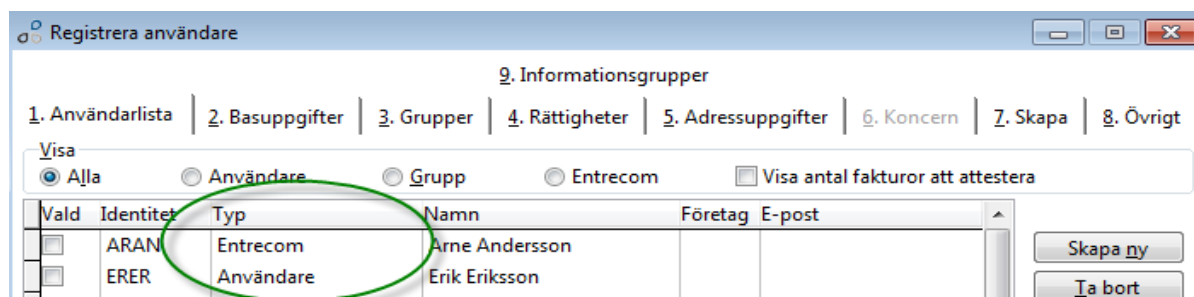 Registrera användare
9. Informationsgrupper
1. Användarlista 2. Basuppgifter 3. Grupper 4. Rättigheter 5. Adressuppgifter 6. Koncern 7. Skapa 8. Övrigt
Visa
Alla Användare Grupp Entrecom Visa antal fakturor att attestera
Vald Identitet Typ Namn Företag E-post
ARAN Entrecom Arne Andersson
Skapa ny
ERER Användare Erik Eriksson
Ta bort